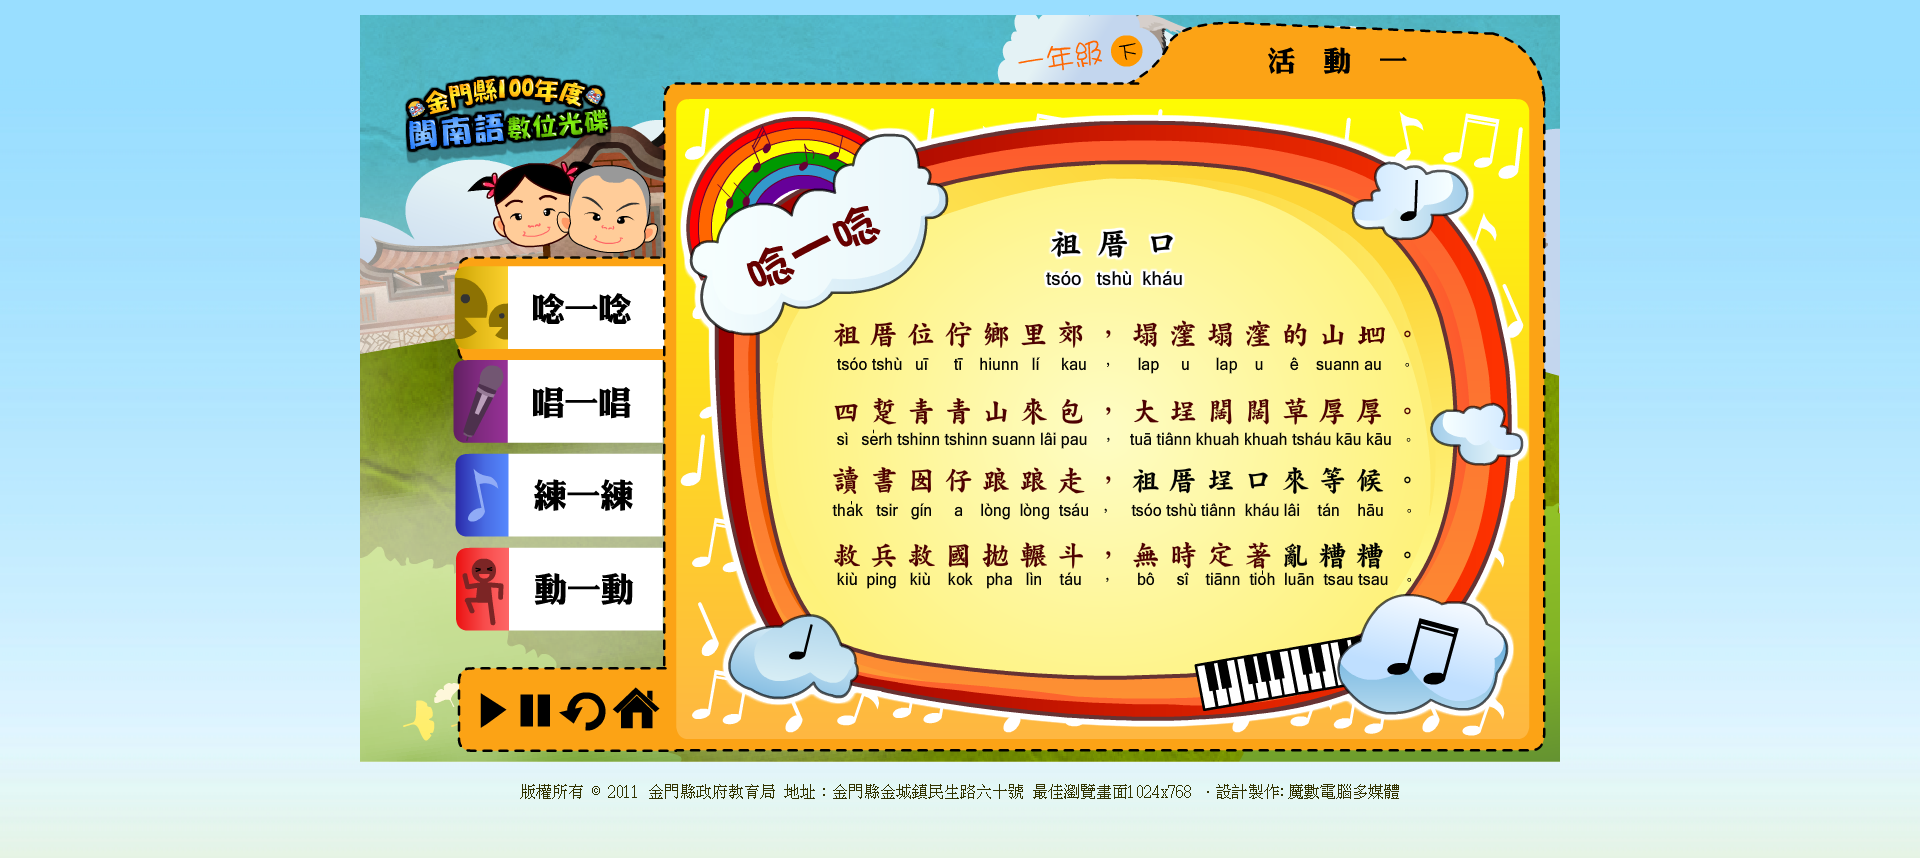 一年級 下
活動一
金門縣100年度
閩南語數位光碟
唸一唸
祖厝口
tsóo tshù kháu
唸一唸
唱一唱
練一練
動一動
祖厝位佇鄉里郊，塌窪塌窪的山坳。
tsóo tshù uī tī hiunn lí kau ， lap u lap u ê suann au 。
四踅青青山來包，大埕闊闊草厚厚。
sì se̍rh tshinn tshinn suann lâi pau ， tuā tiânn khuah khuah tsháu kāu kāu 。
讀書囡仔踉踉走，祖厝埕口來等候。
tha̍k tsir gín a lòng lòng tsáu ， tsóo tshù tiânn kháu lâi tán hāu 。
救兵救國拋輾斗，無時定著亂糟糟。
kiù ping kiù kok pha lìn táu ， bô sî tiānn tio̍h luān tsau tsau 。
版權所有 © 2011 金門縣政府教育局 地址：金門縣金城鎮民生路六十號 最佳瀏覽畫面1024x768 ‧設計製作: 魔數電腦多媒體